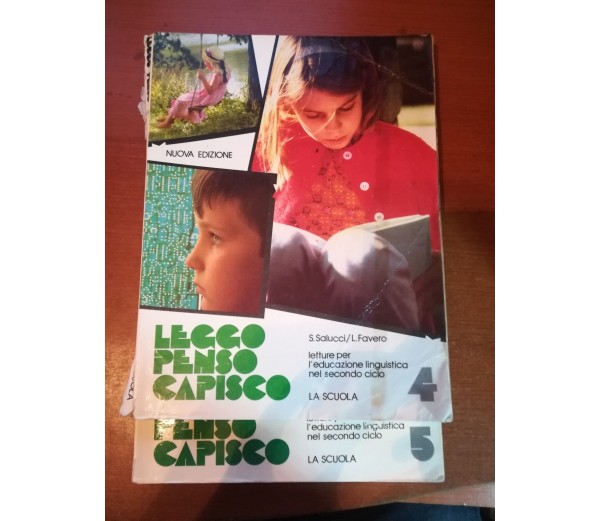 NUOVA EDIZIONE
LEGGO
PENSO
CAPISCO
S. Salucci/L. Favero
letture per
l'educazione linguistica
nel secondo ciclo
LA SCUOLA
4
PENSO
CAPISCO
l'educazione linguistica
nel secondo ciclo
LA SCUOLA
5